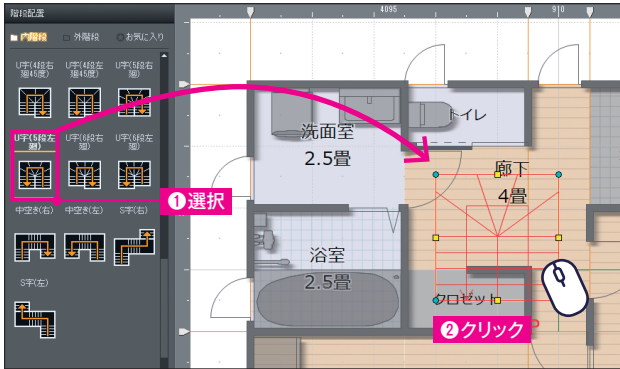 階段配置
4095
910
内階段
外階段
お気に入り
U字(4段右廻45度)
U字(4段左廻45度)
U字(5段右廻)
U字(5段左廻)
U字(6段右廻)
U字(6段左廻)
中空き(右)
中空き(左)
S字(右)
S字(左)
❶選択
トイレ
洗面室
2.5畳
廊下
4畳
浴室
2.5畳
クロゼット
❷クリック